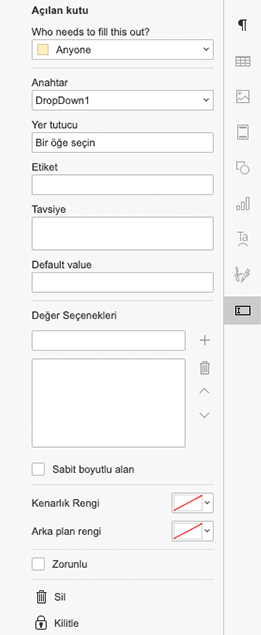 Açılan kutu
Who needs to fill this out?
Anyone
Anahtar
DropDown1
Yer tutucu
Bir öğe seçin
Etiket
Tavsiye
Default value
Değer Seçenekleri
Sabit boyutlu alan
Kenarlık Rengi
Arka plan rengi
Zorunlu
Sil
Kilitle